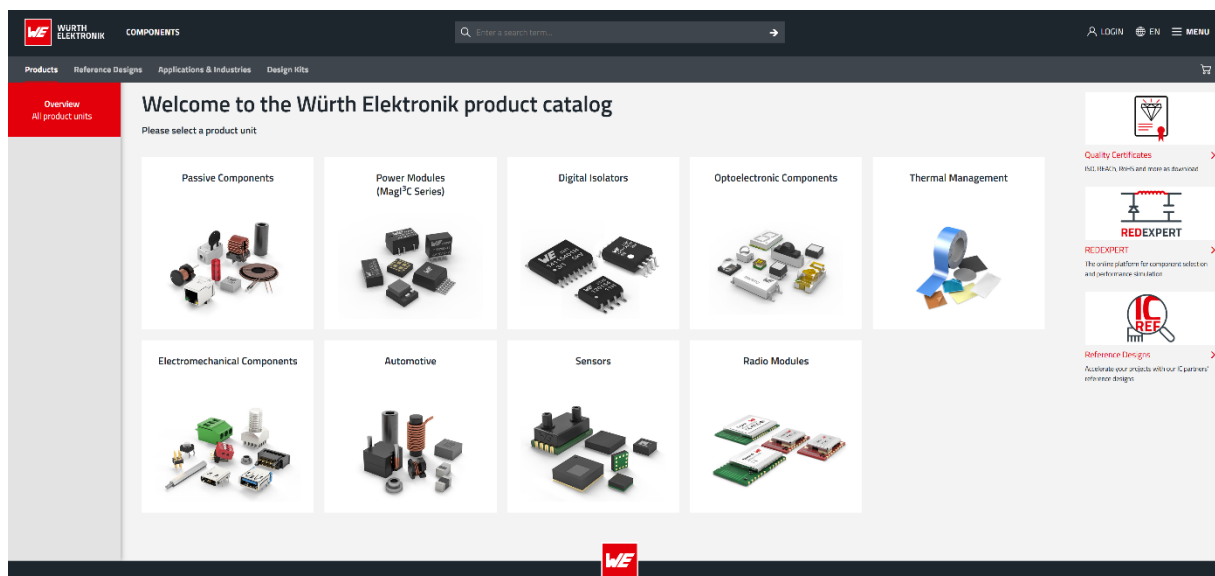 WE WÜRTH ELEKTRONIK COMPONENTS
Enter a search term...
LOGIN EN MENU
Products Reference Designs Applications & Industries Design Kits
Overview
All product units
Welcome to the Würth Elektronik product catalog
Please select a product unit
Passive Components
Power Modules
(MagI³C Series)
Digital Isolators
Optoelectronic Components
Thermal Management
Electromechanical Components
Automotive
Sensors
Radio Modules
Quality Certificates
ISO, REACh, RoHS and more as download
REDEXPERT
REDEXPERT
The online platform for component selection
and performance simulation
IC
REF
Reference Designs
Accelerate your projects with our IC partners'
reference designs
WE